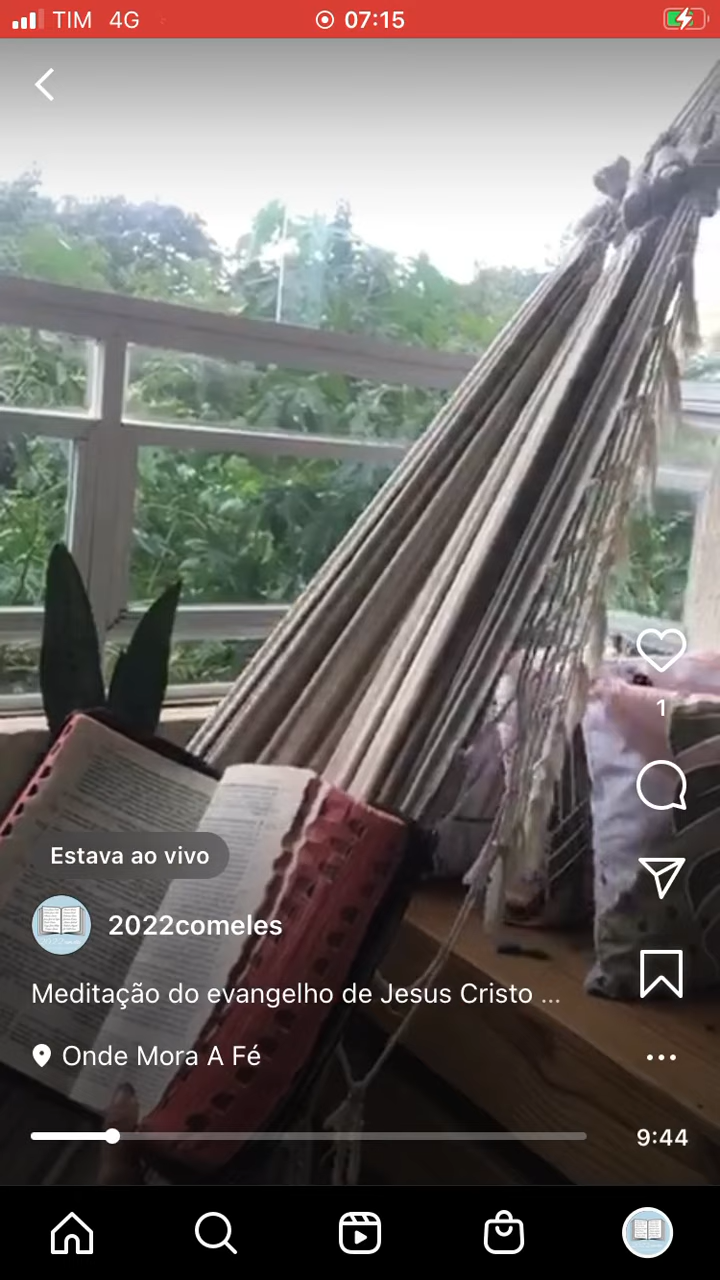 TIM 4G 07:15
Estava ao vivo
2022comeles
Meditação do evangelho de Jesus Cristo ...
Onde Mora A Fé
1
9:44